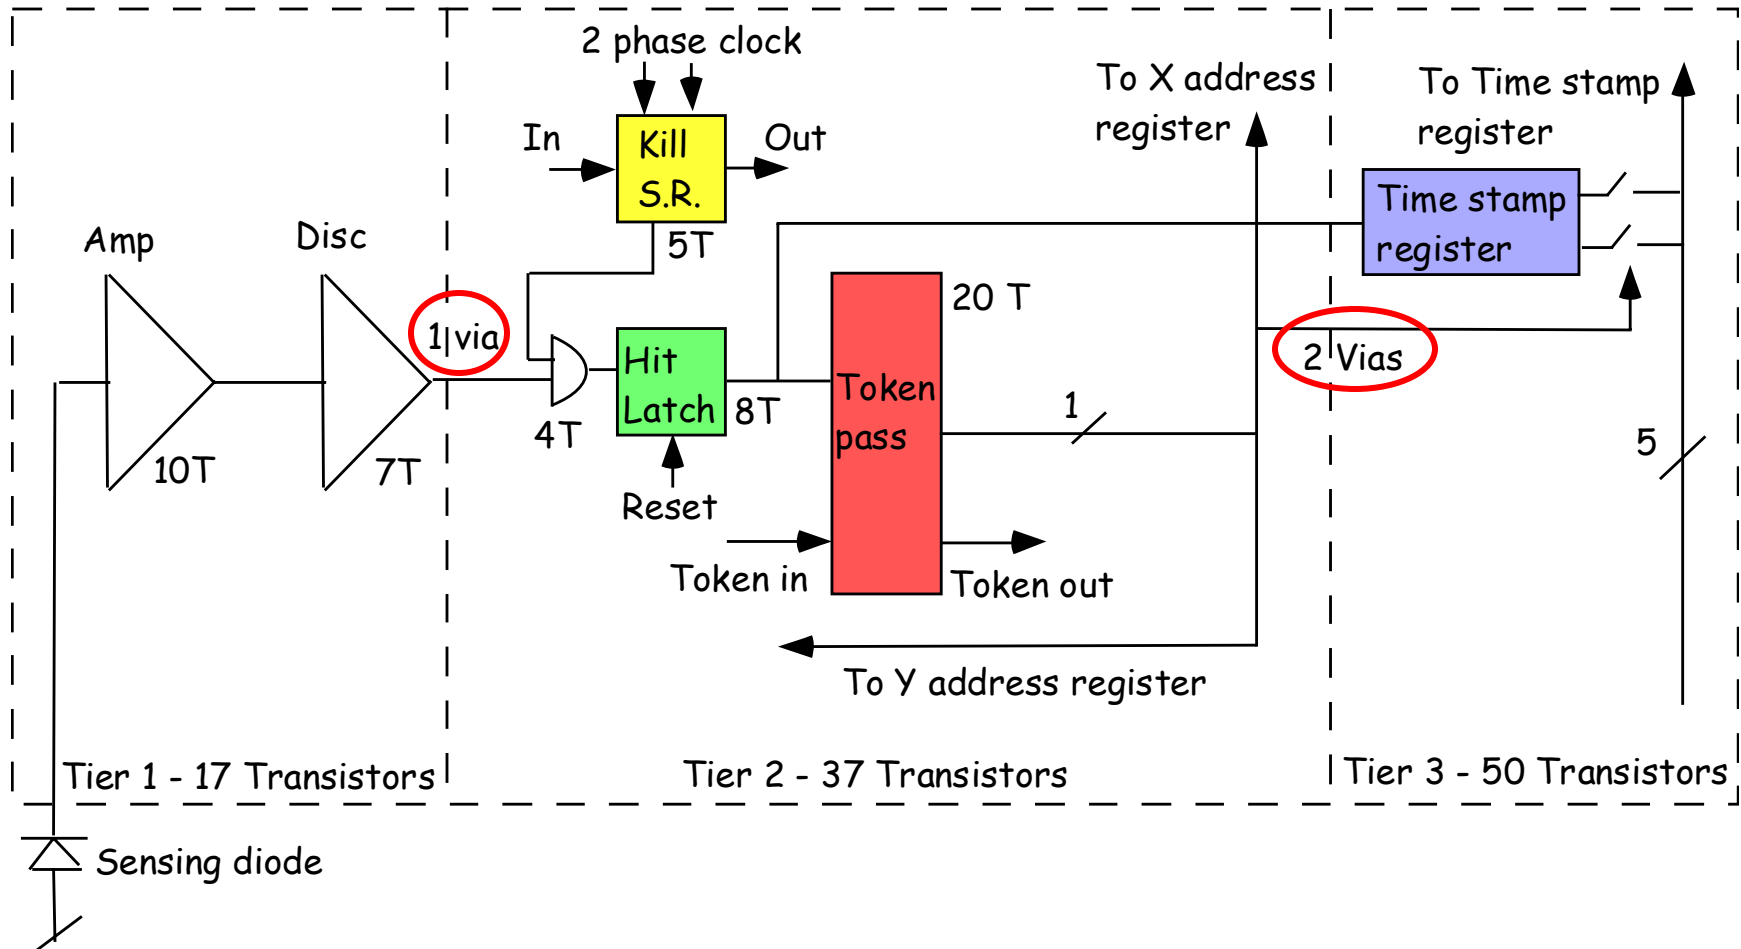 2 phase clock
To X address
register
To Time stamp
register
In
Kill
S.R.
Out
5T
Time stamp
register
Amp
Disc
1 via
20 T
2 Vias
Hit
Latch
8T
4T
Token
pass
1
5
10T
7T
Reset
Token in
Token out
To Y address register
Tier 1 - 17 Transistors
Tier 2 - 37 Transistors
Tier 3 - 50 Transistors
Sensing diode